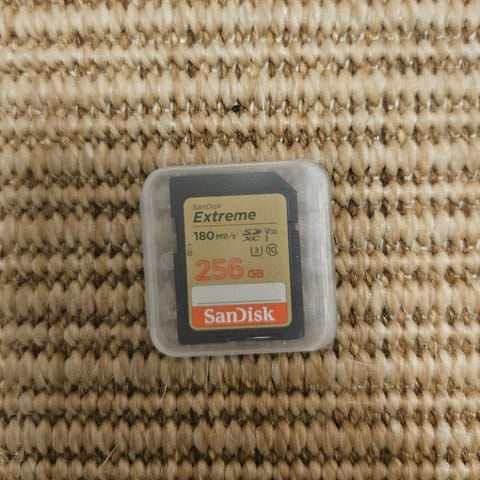 SanDisk
Extreme
180 MB/s SD XC V30 I
3 10
256 GB
SanDisk